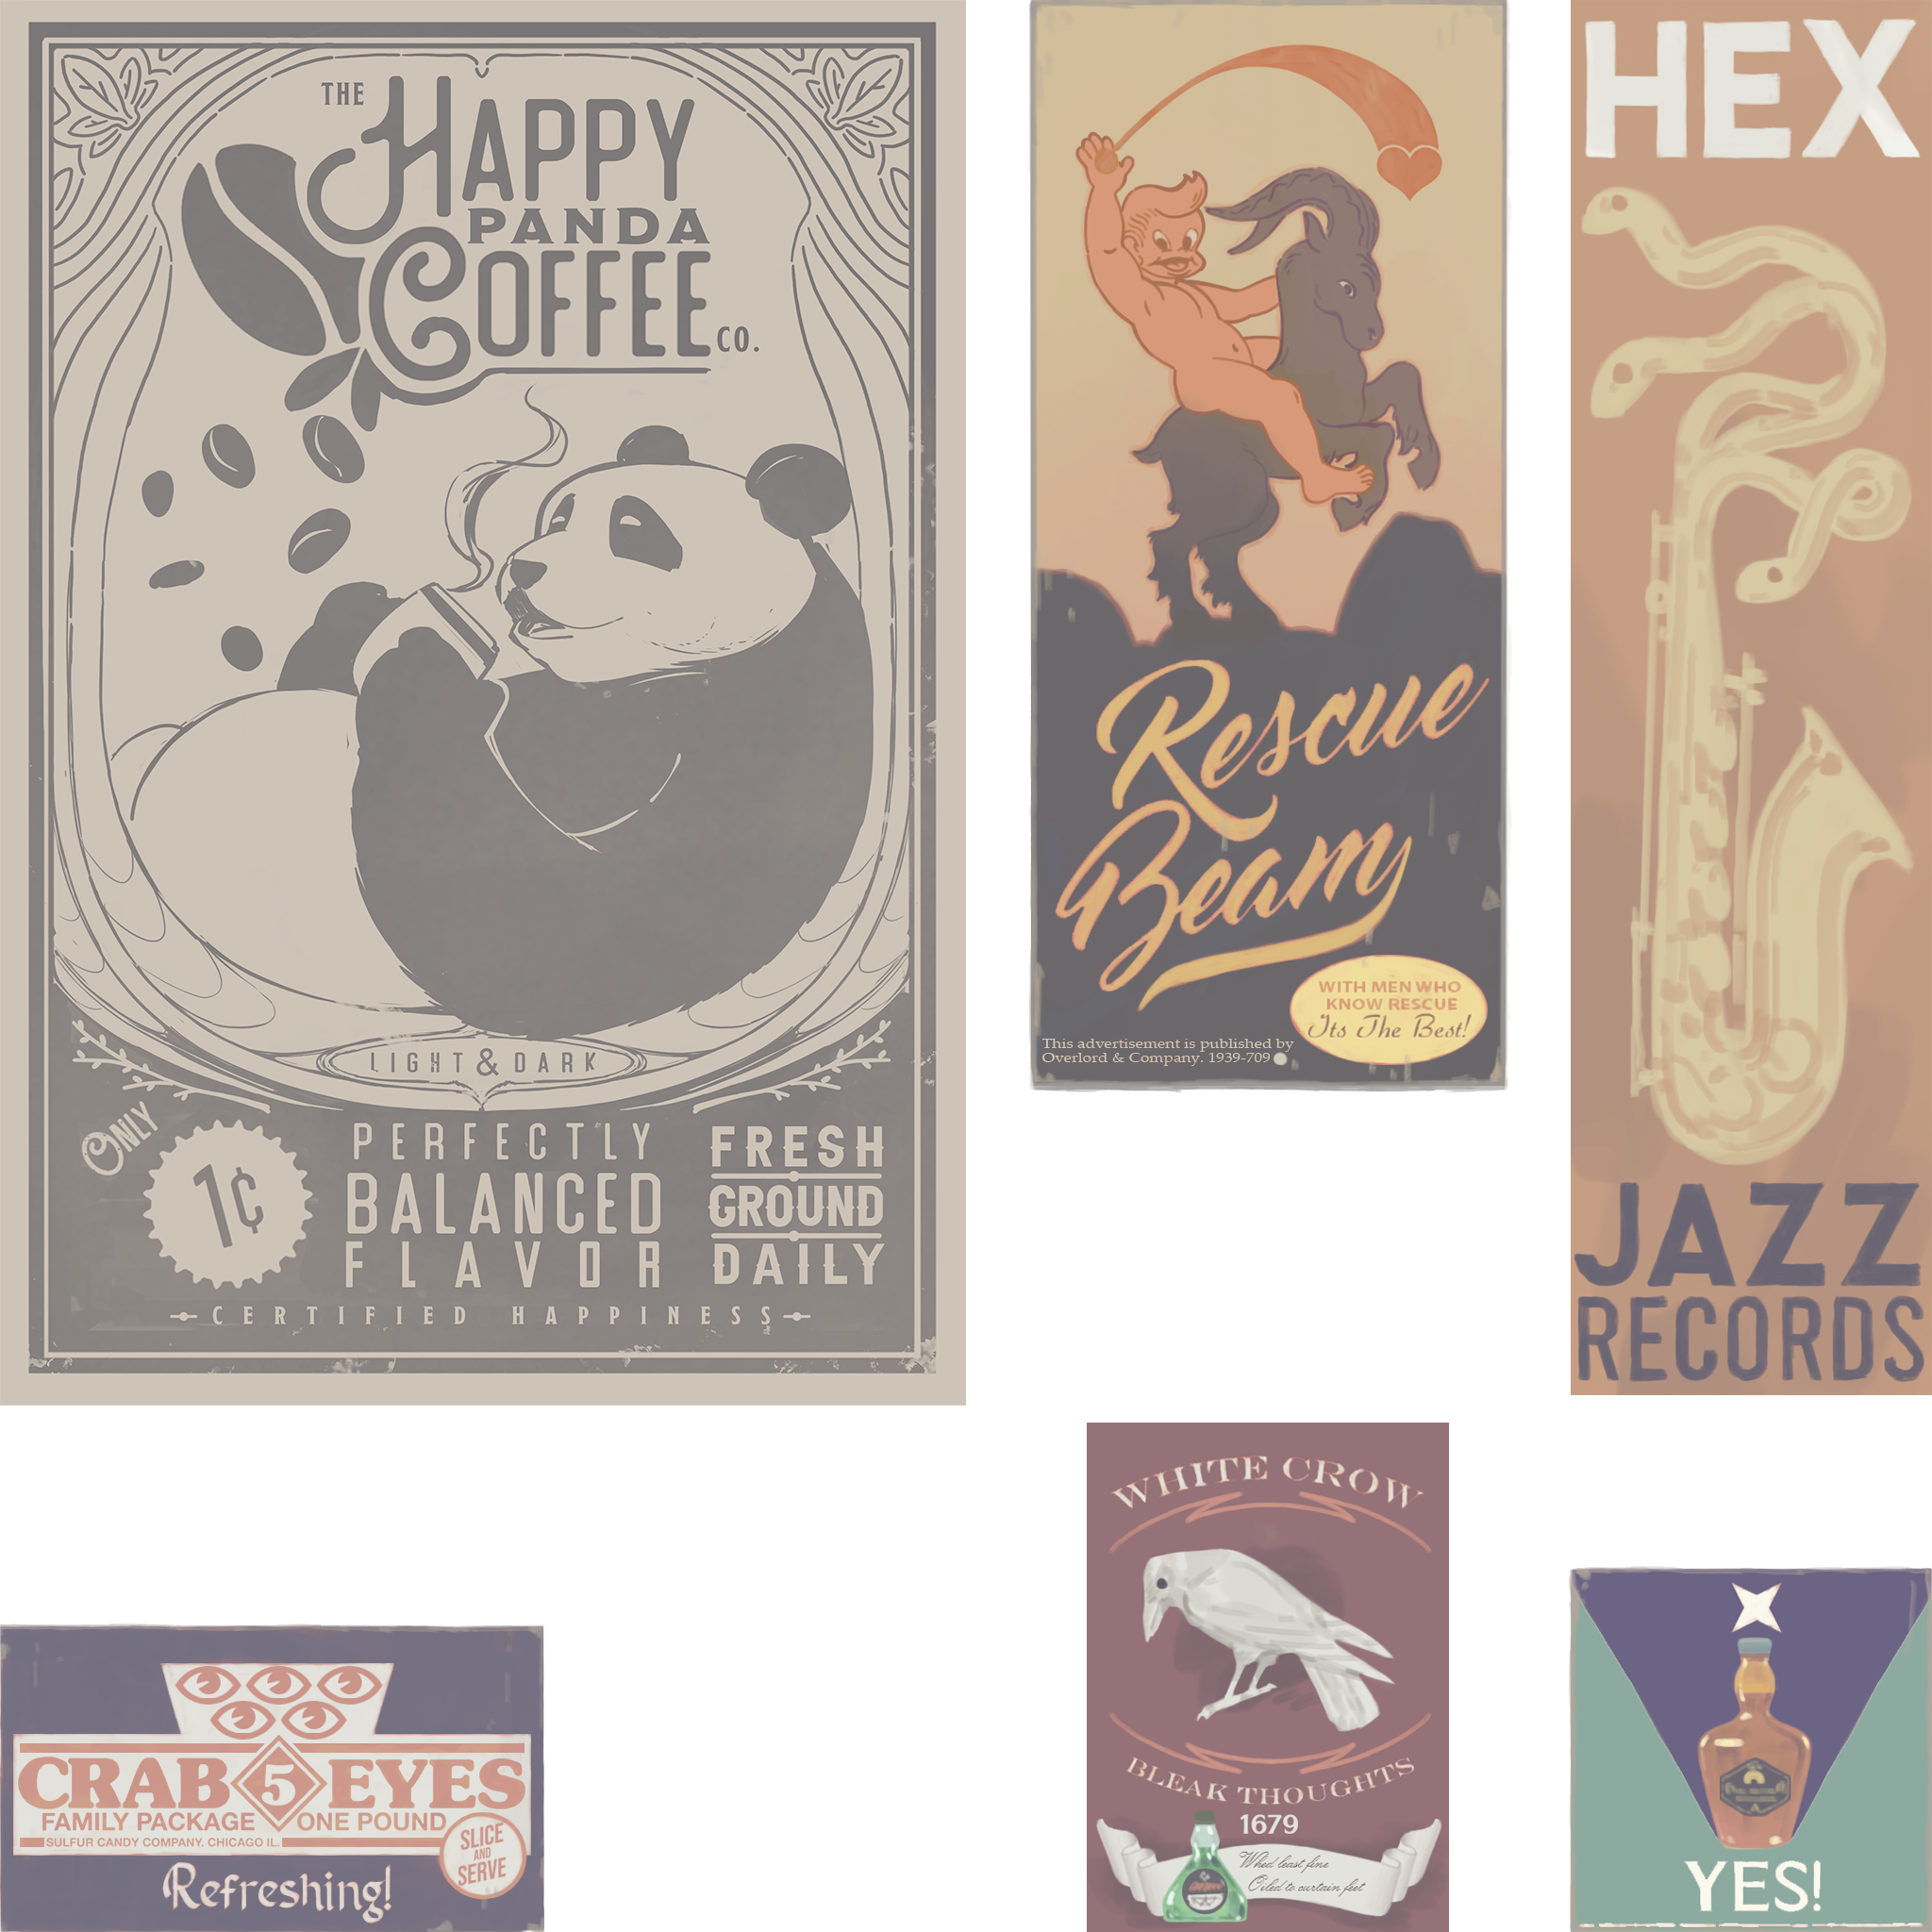 THE HAPPY
PANDA
COFFEE CO.
LIGHT & DARK
ONLY
1¢
PERFECTLY
BALANCED
FLAVOR
FRESH
GROUND
DAILY
CERTIFIED HAPPINESS
Rescue
Beam
WITH MEN WHO
KNOW RESCUE
Its The Best!
This advertisement is published by
Overlord & Company. 1939-709
HEX
JAZZ
RECORDS
CRAB 5 EYES
FAMILY PACKAGE ONE POUND
SULFUR CANDY COMPANY. CHICAGO IL.
SLICE
AND
SERVE
Refreshing!
WHITE CROW
BLEAK THOUGHTS
1679
Whed least fine
Oiled to curtain feet
YES!